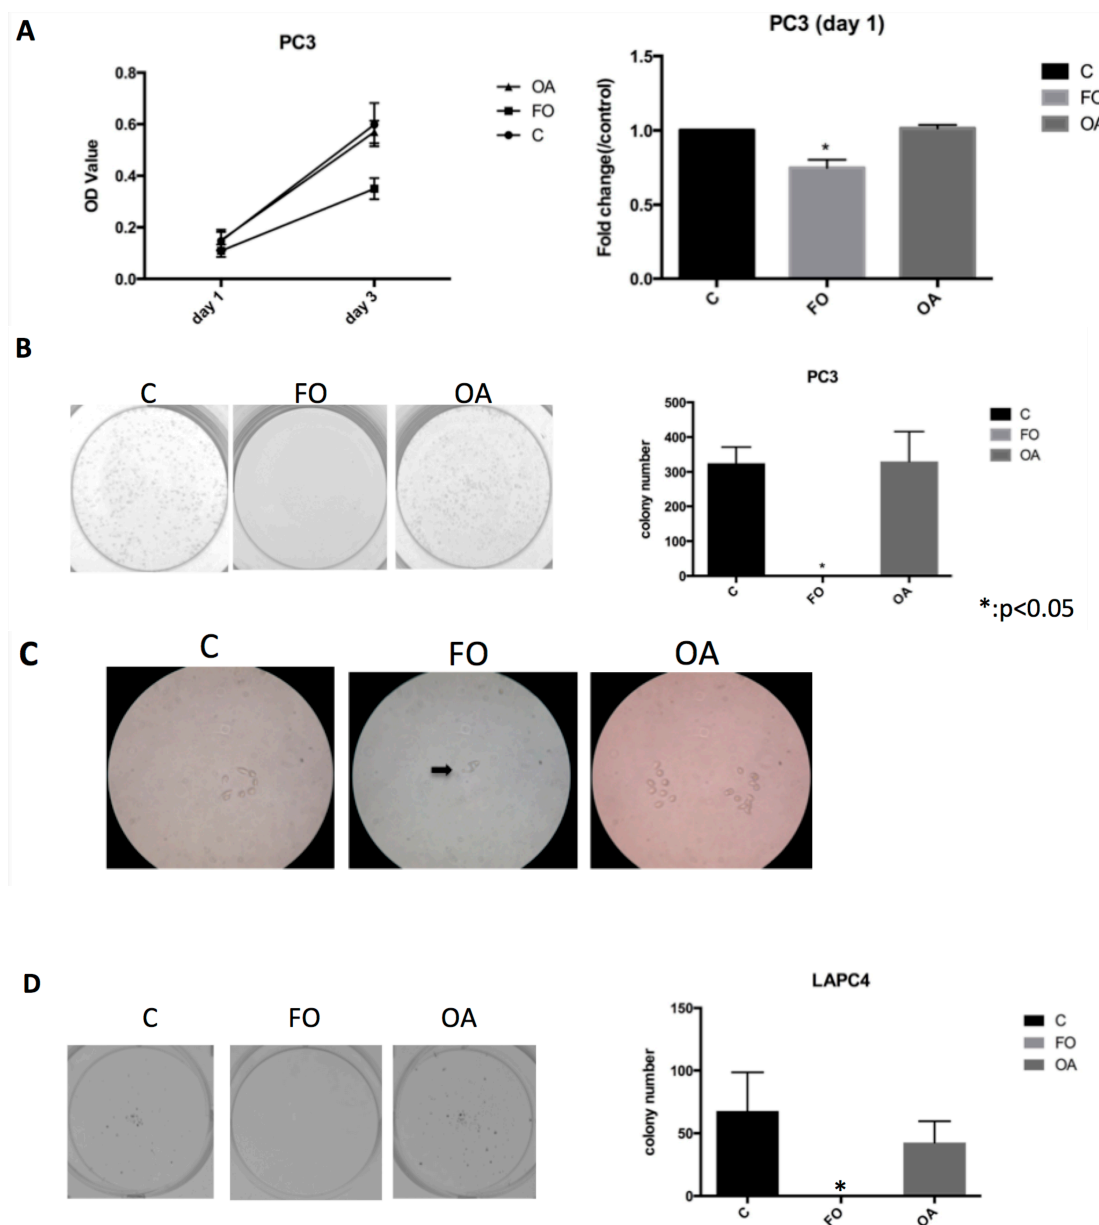 A
PC3
0.8
0.6
0.4
0.2
0.0
OD Value
day 1
day 3
OA
FO
C
PC3 (day 1)
1.5
1.0
0.5
0.0
Fold change(/control)
*
C
FO
OA
C
FO
OA
B
C
FO
OA
PC3
500
400
300
200
100
0
colony number
*
C
FO
OA
C
FO
OA
*:p<0.05
C
C
FO
OA
D
C
FO
OA
LAPC4
150
100
50
0
colony number
*
C
FO
OA
C
FO
OA